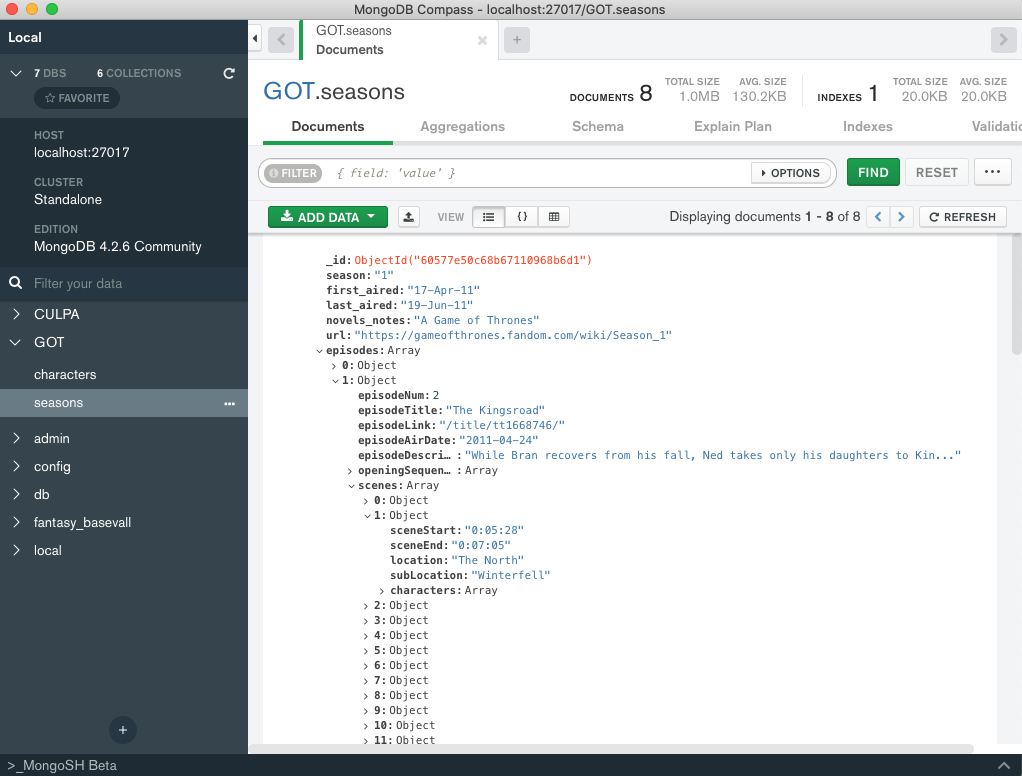 MongoDB Compass - localhost:27017/GOT.seasons
Local
7 DBS 6 COLLECTIONS
FAVORITE
HOST
localhost:27017
CLUSTER
Standalone
EDITION
MongoDB 4.2.6 Community
Filter your data
CULPA
GOT
characters
seasons
admin
config
db
fantasy_basevall
local
>_MongoSH Beta
GOT.seasons
Documents
GOT.seasons
DOCUMENTS 8
TOTAL SIZE
1.0MB
AVG. SIZE
130.2KB
INDEXES 1
TOTAL SIZE
20.0KB
AVG. SIZE
20.0KB
Documents Aggregations Schema Explain Plan Indexes Validatio
FILTER { field: 'value' } OPTIONS FIND RESET
ADD DATA VIEW {} Displaying documents 1 - 8 of 8 REFRESH
_id:ObjectId("60577e50c68b67110968b6d1")
season:"1"
first_aired:"17-Apr-11"
last_aired:"19-Jun-11"
novels_notes:"A Game of Thrones"
url:"https://gameofthrones.fandom.com/wiki/Season_1"
episodes:Array
0:Object
1:Object
episodeNum:2
episodeTitle:"The Kingsroad"
episodeLink:"/title/tt1668746/"
episodeAirDate:"2011-04-24"
episodeDescri… :"While Bran recovers from his fall, Ned takes only his daughters to Kin..."
openingSequen… :Array
scenes:Array
0:Object
1:Object
sceneStart:"0:05:28"
sceneEnd:"0:07:05"
location:"The North"
subLocation:"Winterfell"
characters:Array
2:Object
3:Object
4:Object
5:Object
6:Object
7:Object
8:Object
9:Object
10:Object
11:Object